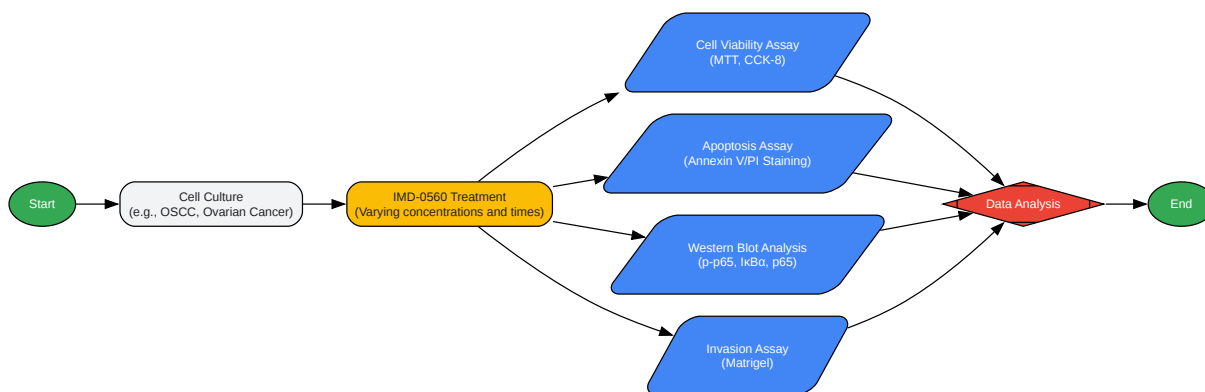 Start
Cell Culture
(e.g., OSCC, Ovarian Cancer)
IMD-0560 Treatment
(Varying concentrations and times)
Cell Viability Assay
(MTT, CCK-8)
Apoptosis Assay
(Annexin V/PI Staining)
Western Blot Analysis
(p-p65, IκBα, p65)
Invasion Assay
(Matrigel)
Data Analysis
End